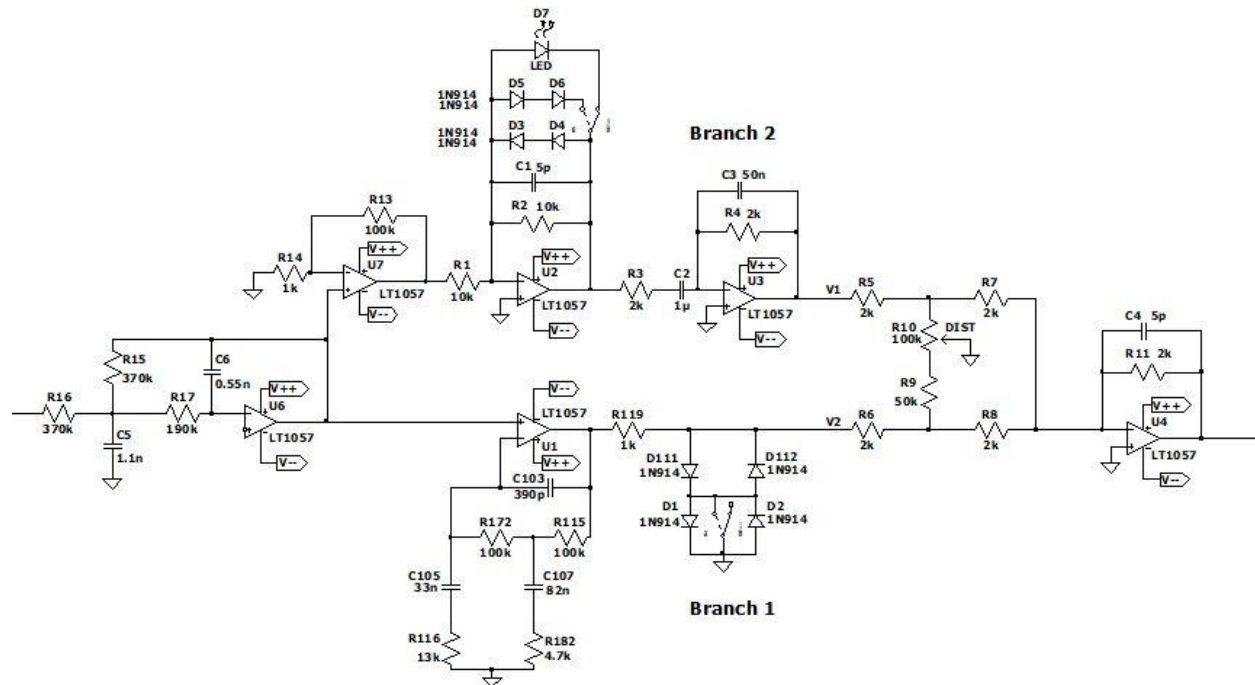 D7
LED
D5 D6
1N914
1N914
D3 D4
1N914
1N914
Branch 2
C1 5p
C3 50n
R2 10k
R4 2k
R13
100k
V++
R14
1k
U7
LT1057
V--
R1
10k
V++
U2
LT1057
V--
R3
2k
C2
1µ
V++
U3
LT1057
V--
V1
R5
2k
R7
2k
R10
100k
DIST
R9
50k
C4 5p
R11 2k
R15
370k
C6
0.55n
R16
370k
R17
190k
V++
U6
LT1057
V--
C5
1.1n
V--
LT1057
U1
V++
R119
1k
V2
R6
2k
R8
2k
V++
U4
LT1057
V--
C103
390p
D111
1N914
D112
1N914
D1
1N914
D2
1N914
R172
100k
R115
100k
C105
33n
C107
82n
R116
13k
R182
4.7k
Branch 1